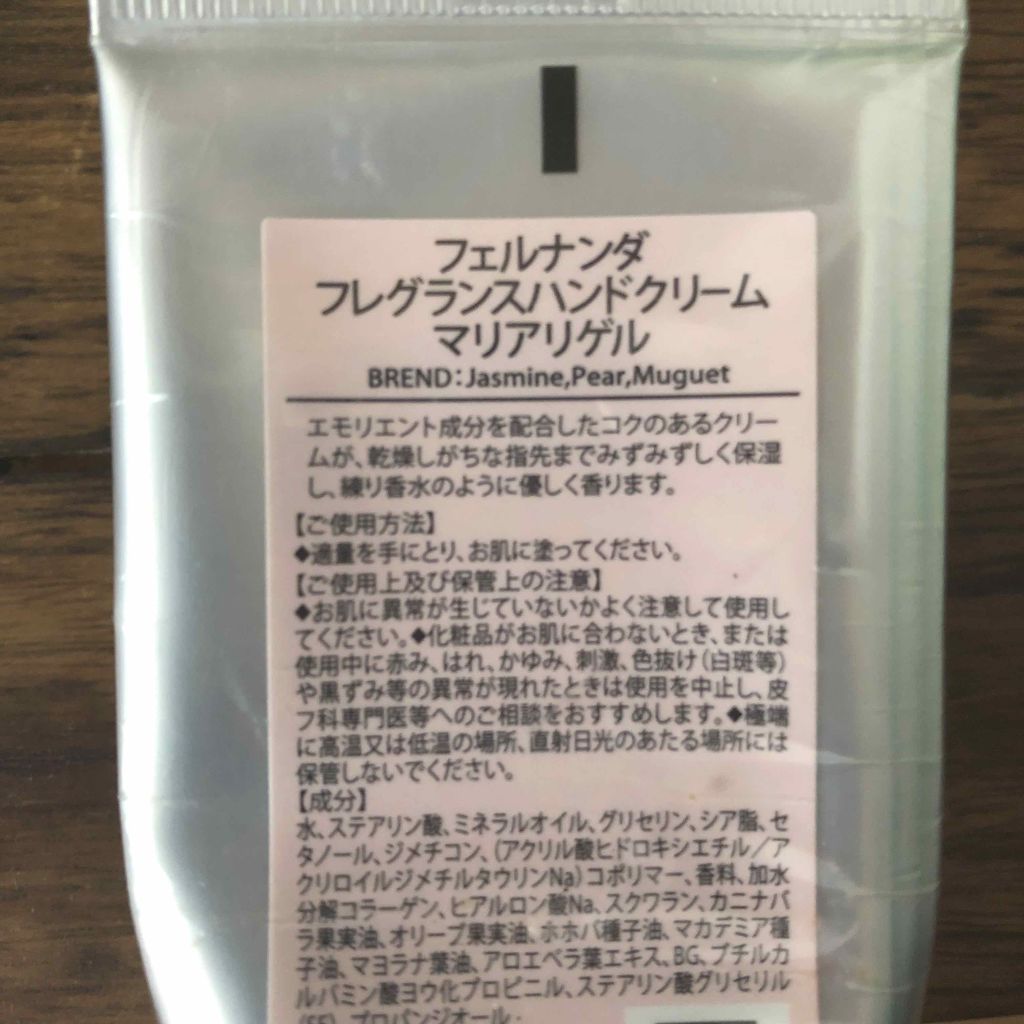 フェルナンダ
フレグランスハンドクリーム
マリアリゲル
BREND:Jasmine,Pear,Muguet
エモリエント成分を配合したコクのあるクリー
ムが、乾燥しがちな指先までみずみずしく保湿
し、練り香水のように優しく香ります。
【ご使用方法】
◆適量を手にとり、お肌に塗ってください。
【ご使用上及び保管上の注意】
◆お肌に異常が生じていないかよく注意して使用し
てください。◆化粧品がお肌に合わないとき、または
使用中に赤み、はれ、かゆみ、刺激、色抜け(白斑等)
や黒ずみ等の異常が現れたときは使用を中止し、皮
フ科専門医等へのご相談をおすすめします。◆極端
に高温又は低温の場所、直射日光のあたる場所には
保管しないでください。
【成分】
水、ステアリン酸、ミネラルオイル、グリセリン、シア脂、セ
タノール、ジメチコン、(アクリル酸ヒドロキシエチル/ア
クリロイルジメチルタウリンNa)コポリマー、香料、加水
分解コラーゲン、ヒアルロン酸Na、スクワラン、カニナバ
ラ果実油、オリーブ果実油、ホホバ種子油、マカデミア種
子油、マヨラナ葉油、アロエベラ葉エキス、BG、ブチルカ
ルバミン酸ヨウ化プロピニル、ステアリン酸グリセリル
(SE)、プロパンジオール